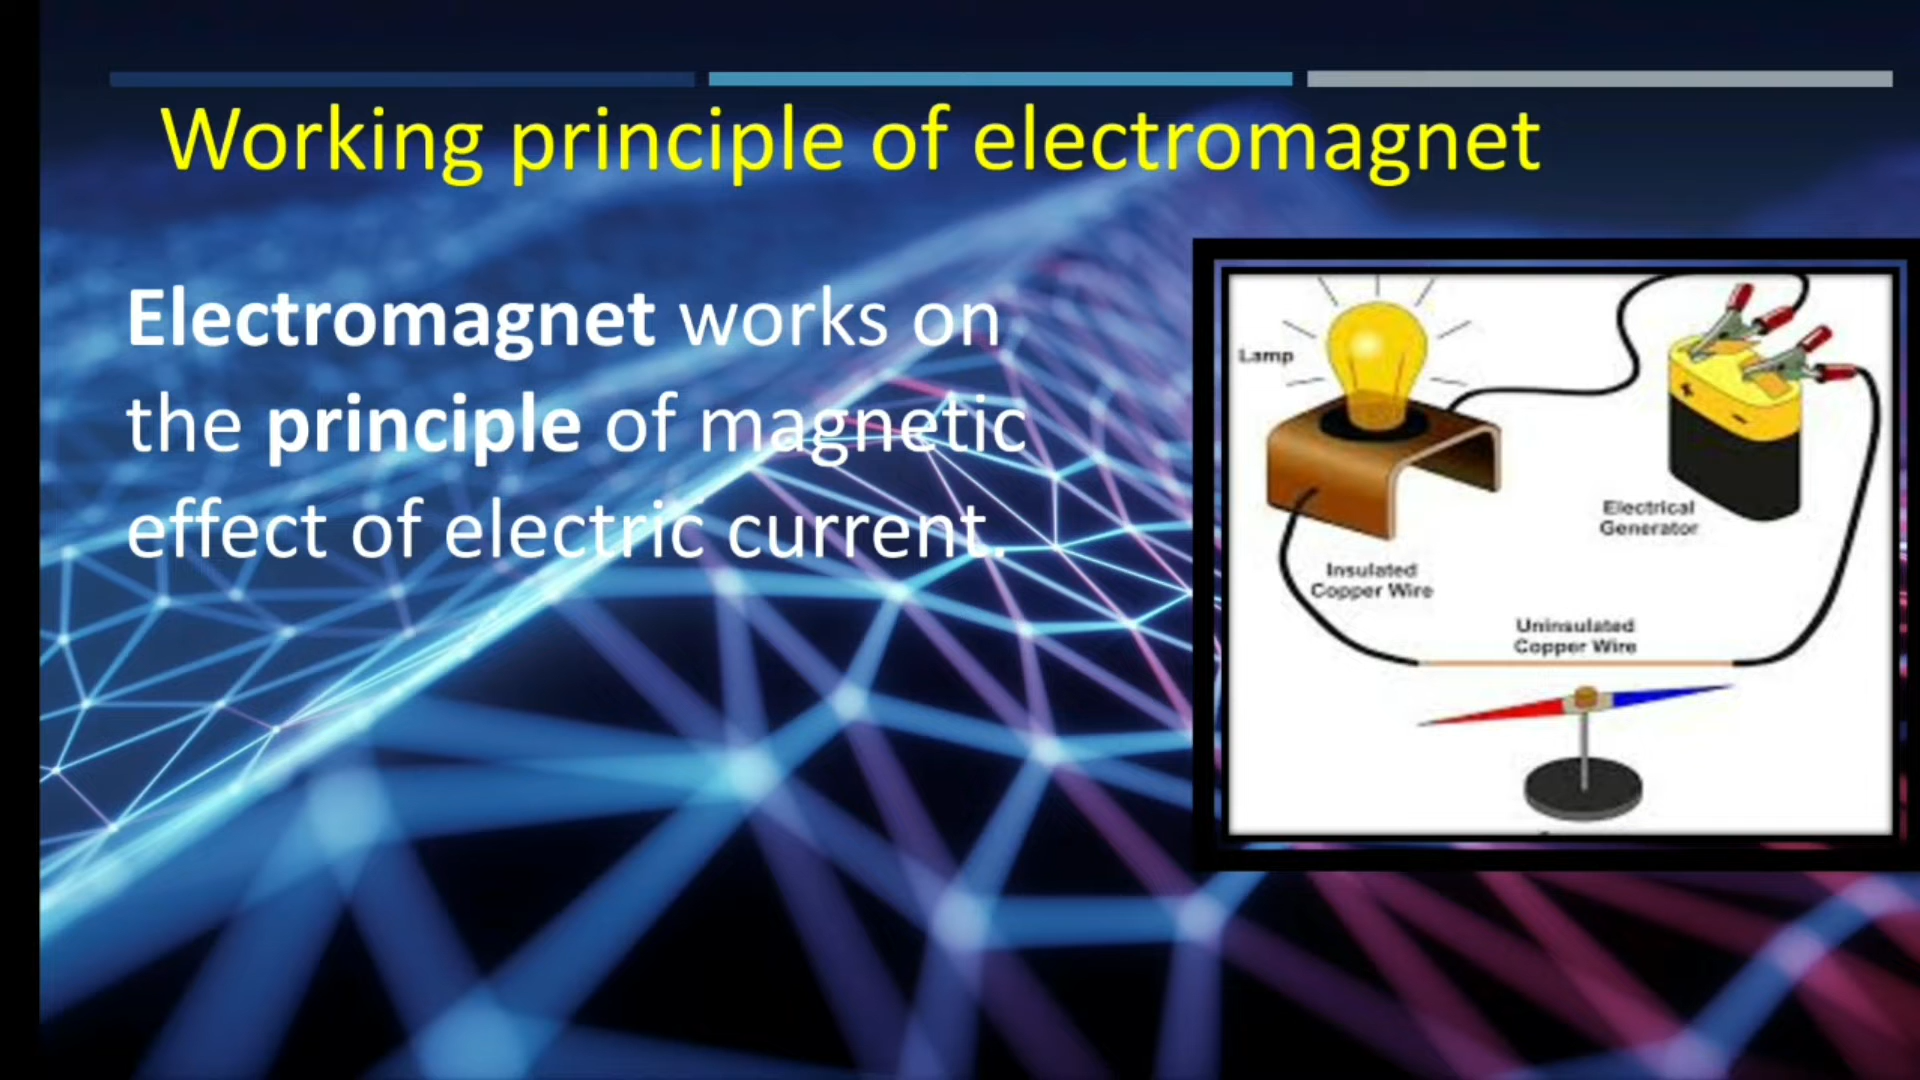 Working principle of electromagnet
Electromagnet works on
the principle of magnetic
effect of electric current.
Lamp
+
−
Electrical
Generator
Insulated
Copper Wire
Uninsulated
Copper Wire